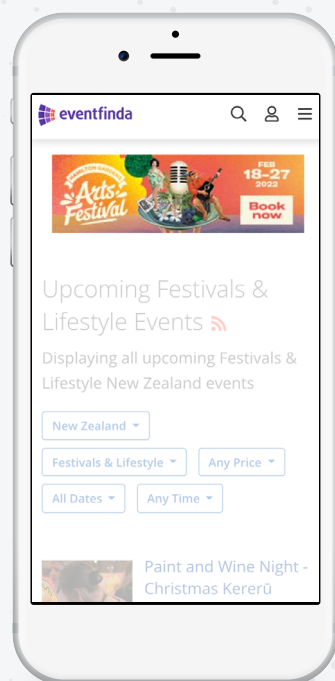 eventfinda
HAMILTON GARDENS
Arts
Festival
FEB
18–27
2022
Book
now
Upcoming Festivals &
Lifestyle Events
Displaying all upcoming Festivals &
Lifestyle New Zealand events
New Zealand
Festivals & Lifestyle Any Price
All Dates Any Time
Paint and Wine Night -
Christmas Kererū